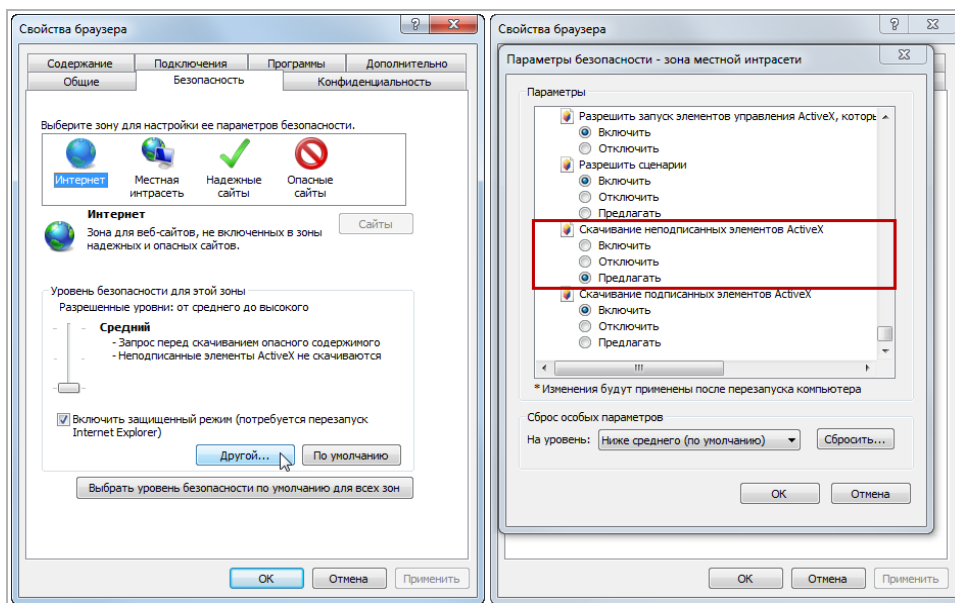 Свойства браузера
Содержание Подключения Программы Дополнительно
Общие Безопасность Конфиденциальность
Выберите зону для настройки ее параметров безопасности.
Интернет Местная интрасеть Надежные сайты Опасные сайты
Интернет
Зона для веб-сайтов, не включенных в зоны
надежных и опасных сайтов.
Сайты
Уровень безопасности для этой зоны
Разрешенные уровни: от среднего до высокого
Средний
- Запрос перед скачиванием опасного содержимого
- Неподписанные элементы ActiveX не скачиваются
Включить защищенный режим (потребуется перезапуск
Internet Explorer)
Другой... По умолчанию
Выбрать уровень безопасности по умолчанию для всех зон
OK Отмена Применить
Свойства браузера
Параметры безопасности - зона местной интрасети
Параметры
Разрешить запуск элементов управления ActiveX, которы
Включить
Отключить
Разрешить сценарии
Включить
Отключить
Предлагать
Скачивание неподписанных элементов ActiveX
Включить
Отключить
Предлагать
Скачивание подписанных элементов ActiveX
Включить
Отключить
Предлагать
*Изменения будут применены после перезапуска компьютера
Сброс особых параметров
На уровень: Ниже среднего (по умолчанию) Сбросить...
OK Отмена
OK Отмена Применить